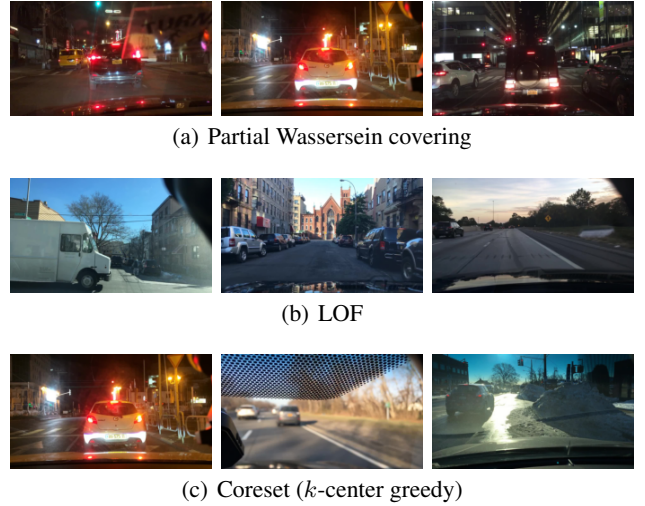 (a) Partial Wassersein covering
(b) LOF
(c) Coreset (k-center greedy)